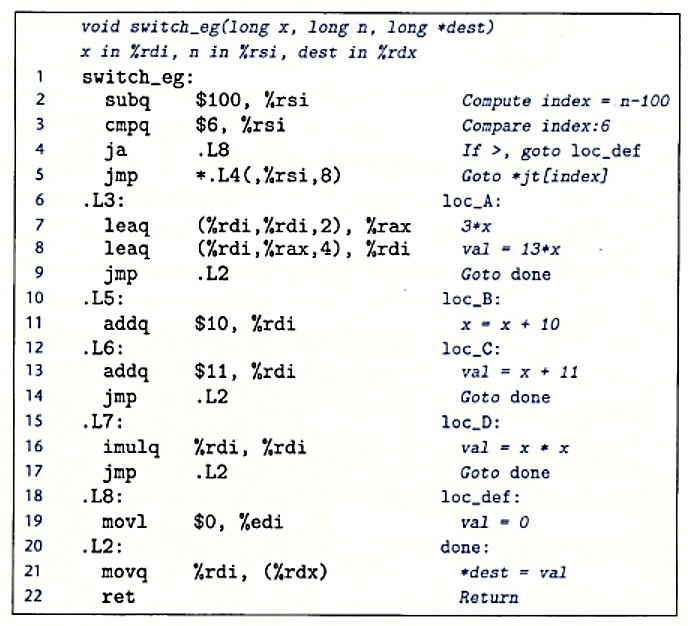 void switch_eg(long x, long n, long *dest)
x in %rdi, n in %rsi, dest in %rdx
1 switch_eg:
2 subq $100, %rsi Compute index = n-100
3 cmpq $6, %rsi Compare index:6
4 ja .L8 If >, goto loc_def
5 jmp *.L4(,%rsi,8) Goto *jt[index]
6 .L3: loc_A:
7 leaq (%rdi,%rdi,2), %rax 3*x
8 leaq (%rdi,%rax,4), %rdi val = 13*x
9 jmp .L2 Goto done
10 .L5: loc_B:
11 addq $10, %rdi x = x + 10
12 .L6: loc_C:
13 addq $11, %rdi val = x + 11
14 jmp .L2 Goto done
15 .L7: loc_D:
16 imulq %rdi, %rdi val = x * x
17 jmp .L2 Goto done
18 .L8: loc_def:
19 movl $0, %edi val = 0
20 .L2: done:
21 movq %rdi, (%rdx) *dest = val
22 ret Return